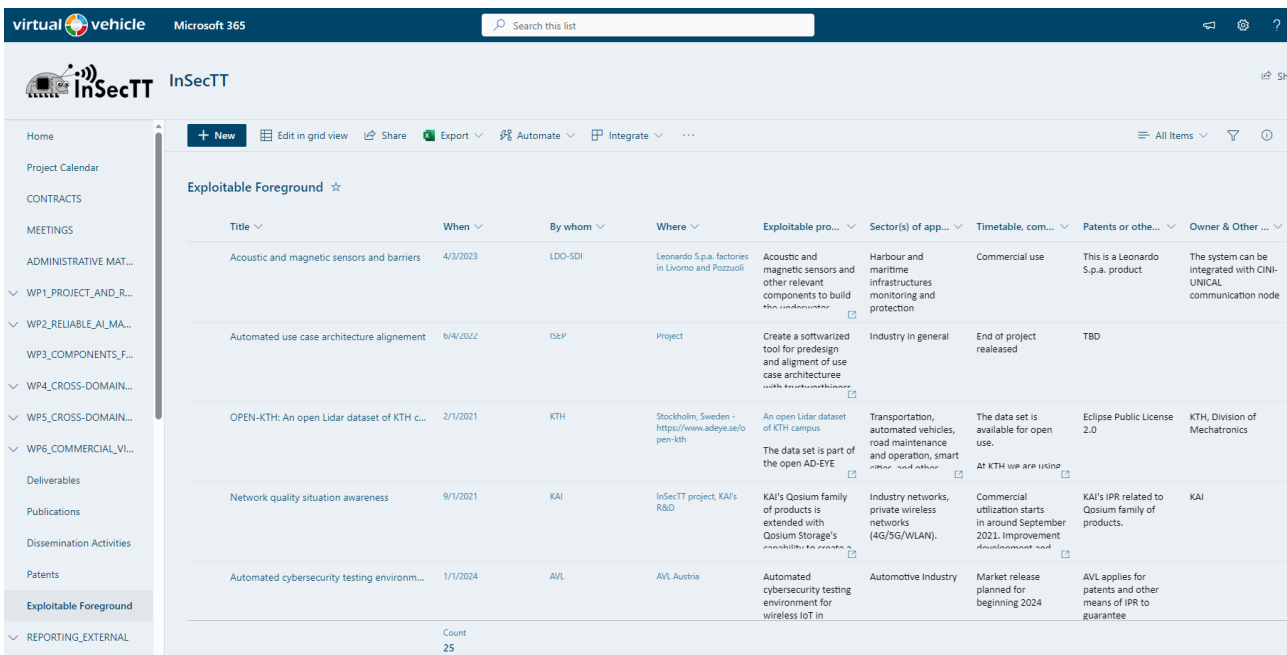 virtual vehicle Microsoft 365 Search this list ?
InSecTT InSecTT Sh
Home
Project Calendar
CONTRACTS
MEETINGS
ADMINISTRATIVE MAT...
WP1_PROJECT_AND_R...
WP2_RELIABLE_AI_MA...
WP3_COMPONENTS_F...
WP4_CROSS-DOMAIN...
WP5_CROSS-DOMAIN...
WP6_COMMERCIAL_VI...
Deliverables
Publications
Dissemination Activities
Patents
Exploitable Foreground
REPORTING_EXTERNAL
+ New Edit in grid view Share Export Automate Integrate ... All Items
Exploitable Foreground
Title When By whom Where Exploitable pro... Sector(s) of app... Timetable, com... Patents or othe... Owner & Other ...
Acoustic and magnetic sensors and barriers
4/3/2023
LDO-SDI
Leonardo S.p.a. factories
in Livorno and Pozzuoli
Acoustic and
magnetic sensors and
other relevant
components to build
the underwater
Harbour and
maritime
infrastructures
monitoring and
protection
Commercial use
This is a Leonardo
S.p.a. product
The system can be
integrated with CINI-
UNICAL
communication node
Automated use case architecture alignement
6/4/2022
ISEP
Project
Create a softwarized
tool for predesign
and aligment of use
case architecturee
with trustworthiness
Industry in general
End of project
realeased
TBD
OPEN-KTH: An open Lidar dataset of KTH c...
2/1/2021
KTH
Stockholm, Sweden -
https://www.adeye.se/o
pen-kth
An open Lidar dataset
of KTH campus
The data set is part of
the open AD-EYE
Transportation,
automated vehicles,
road maintenance
and operation, smart
cities, and other
The data set is
available for open
use.
At KTH we are using
Eclipse Public License
2.0
KTH, Division of
Mechatronics
Network quality situation awareness
9/1/2021
KAI
InSecTT project, KAI's
R&D
KAI's Qosium family
of products is
extended with
Qosium Storage's
capability to create a
Industry networks,
private wireless
networks
(4G/5G/WLAN).
Commercial
utilization starts
in around September
2021. Improvement
development and
KAI's IPR related to
Qosium family of
products.
KAI
Automated cybersecurity testing environm...
1/1/2024
AVL
AVL Austria
Automated
cybersecurity testing
environment for
wireless IoT in
Automotive Industry
Market release
planned for
beginning 2024
AVL applies for
patents and other
means of IPR to
guarantee
Count
25